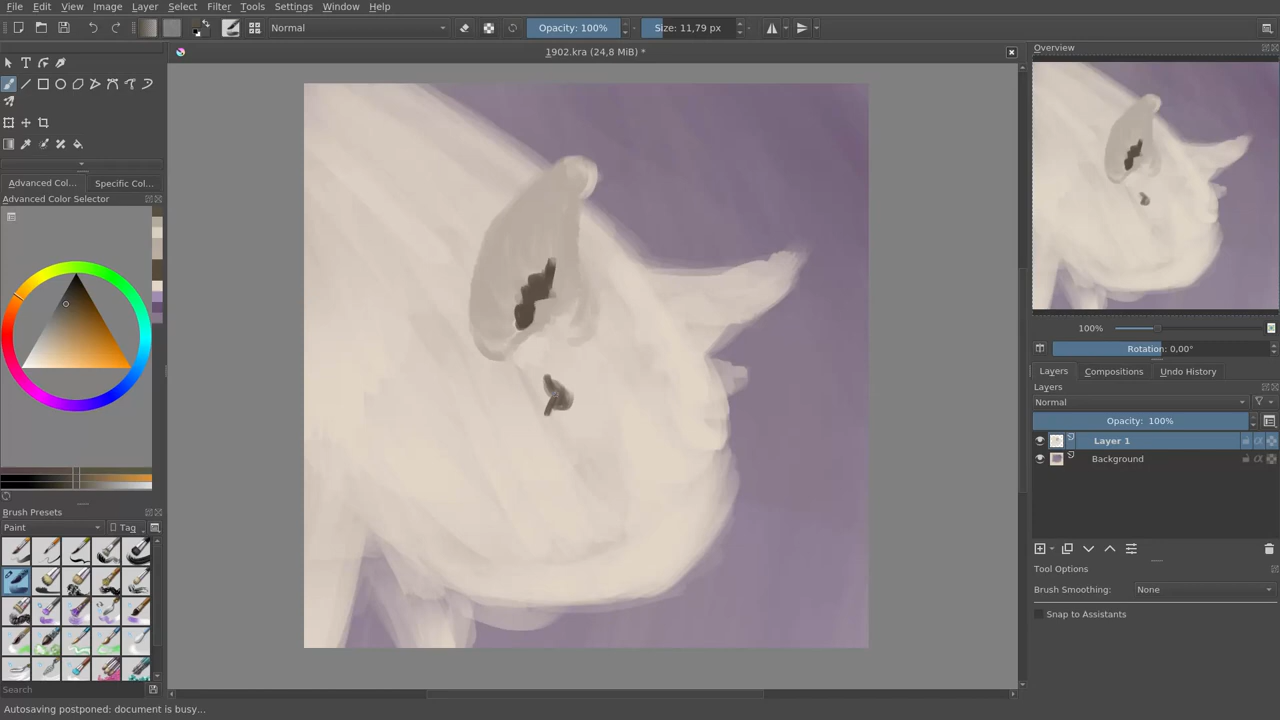 File Edit View Image Layer Select Filter Tools Settings Window Help
Normal Opacity: 100% Size: 11,79 px
1902.kra (24,8 MiB) *
Advanced Col... Specific Col...
Advanced Color Selector
Brush Presets
Paint Tag
Search
Autosaving postponed: document is busy...
Overview
100%
Rotation: 0,00°
Layers Compositions Undo History
Layers
Normal
Opacity: 100%
Layer 1
Background
Tool Options
Brush Smoothing: None
Snap to Assistants